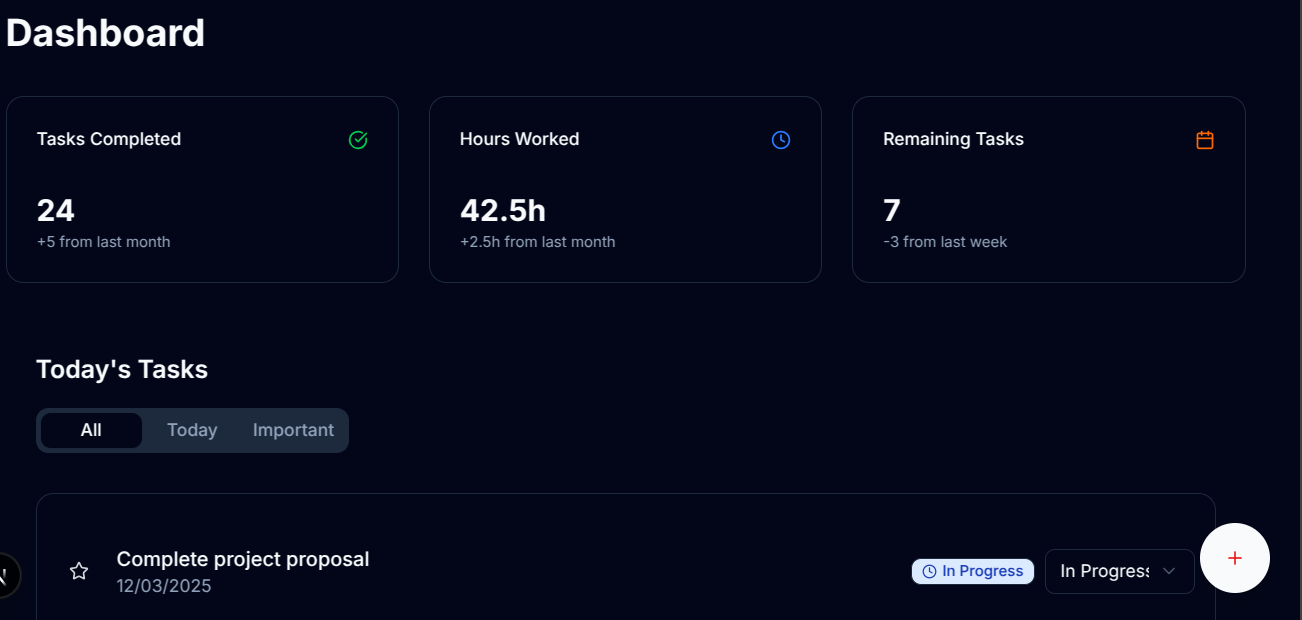 Dashboard
Tasks Completed
24
+5 from last month
Hours Worked
42.5h
+2.5h from last month
Remaining Tasks
7
-3 from last week
Today's Tasks
All Today Important
Complete project proposal
12/03/2025
In Progress
In Progress